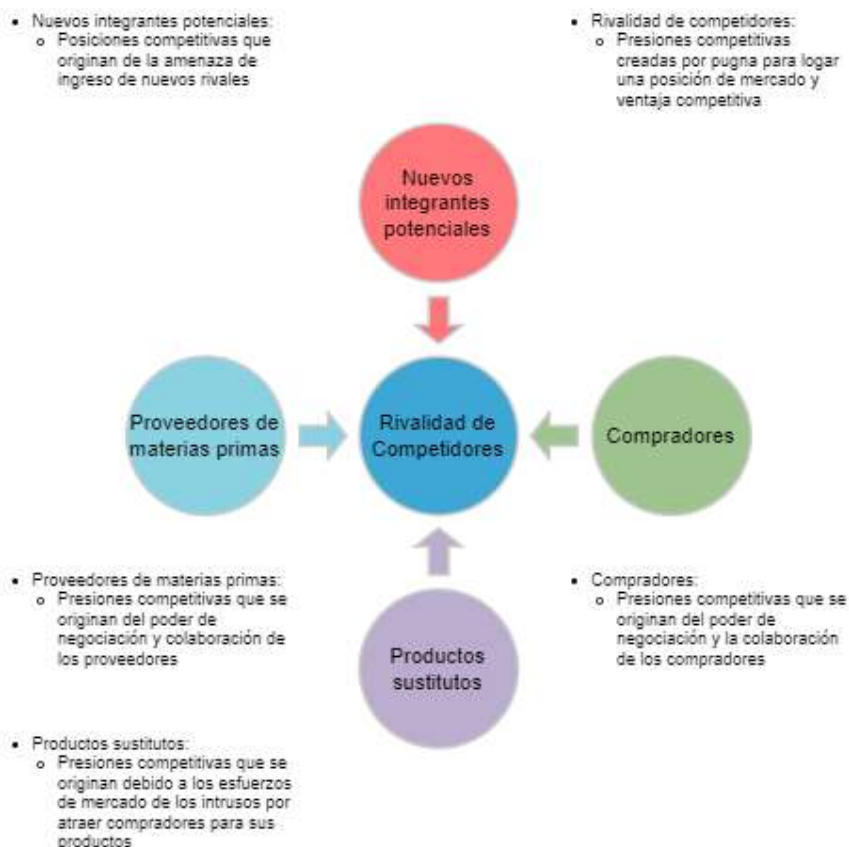 Nuevos integrantes potenciales:
Posiciones competitivas que
originan de la amenaza de
ingreso de nuevos rivales
Rivalidad de competidores:
Presiones competitivas
creadas por pugna para logar
una posición de mercado y
ventaja competitiva
Nuevos
integrantes
potenciales
Proveedores de
materias primas
Rivalidad de
Competidores
Compradores
Productos
sustitutos
Proveedores de materias primas:
Presiones competitivas que se
originan del poder de
negociación y colaboración de
los proveedores
Compradores:
Presiones competitivas que se
originan del poder de
negociación y la colaboración
de los compradores
Productos sustitutos:
Presiones competitivas que se
originan debido a los esfuerzos
de mercado de los intrusos por
atraer compradores para sus
productos